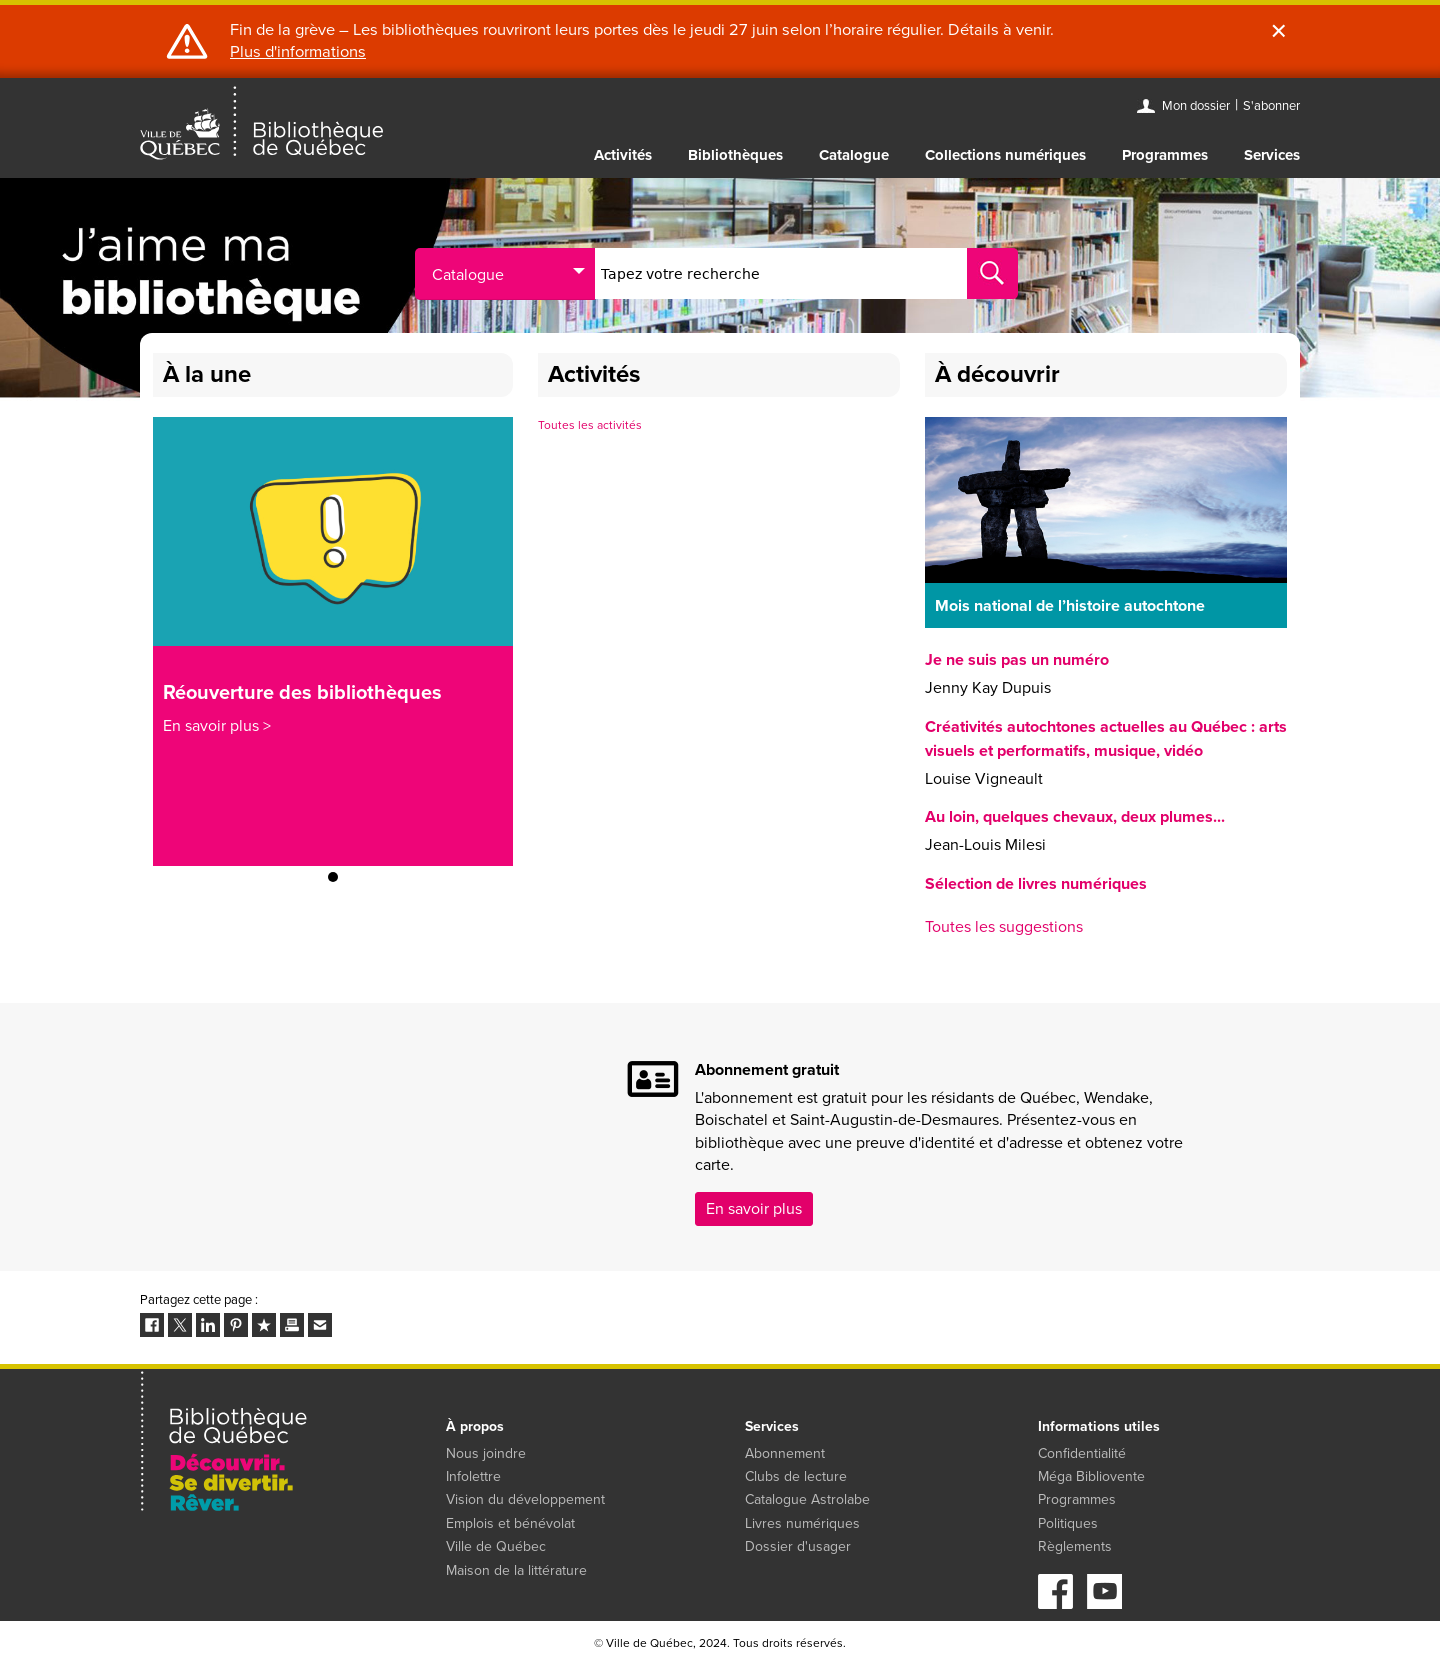 Fin de la grève – Les bibliothèques rouvriront leurs portes dès le jeudi 27 juin selon l'horaire régulier. Détails à venir.
Plus d'informations
Mon dossier | S'abonner
VILLE DE
QUÉBEC
Bibliothèque
de Québec
Activités Bibliothèques Catalogue Collections numériques Programmes Services
J'aime ma
bibliothèque
Catalogue
Tapez votre recherche
documentaires documentaires
À la une
Réouverture des bibliothèques
En savoir plus >
Activités
Toutes les activités
À découvrir
Mois national de l'histoire autochtone
Je ne suis pas un numéro
Jenny Kay Dupuis
Créativités autochtones actuelles au Québec : arts
visuels et performatifs, musique, vidéo
Louise Vigneault
Au loin, quelques chevaux, deux plumes...
Jean-Louis Milesi
Sélection de livres numériques
Toutes les suggestions
Abonnement gratuit
L'abonnement est gratuit pour les résidants de Québec, Wendake,
Boischatel et Saint-Augustin-de-Desmaures. Présentez-vous en
bibliothèque avec une preuve d'identité et d'adresse et obtenez votre
carte.
En savoir plus
Partagez cette page :
Bibliothèque
de Québec
Découvrir.
Se divertir.
Rêver.
À propos
Nous joindre
Infolettre
Vision du développement
Emplois et bénévolat
Ville de Québec
Maison de la littérature
Services
Abonnement
Clubs de lecture
Catalogue Astrolabe
Livres numériques
Dossier d'usager
Informations utiles
Confidentialité
Méga Bibliovente
Programmes
Politiques
Règlements
© Ville de Québec, 2024. Tous droits réservés.